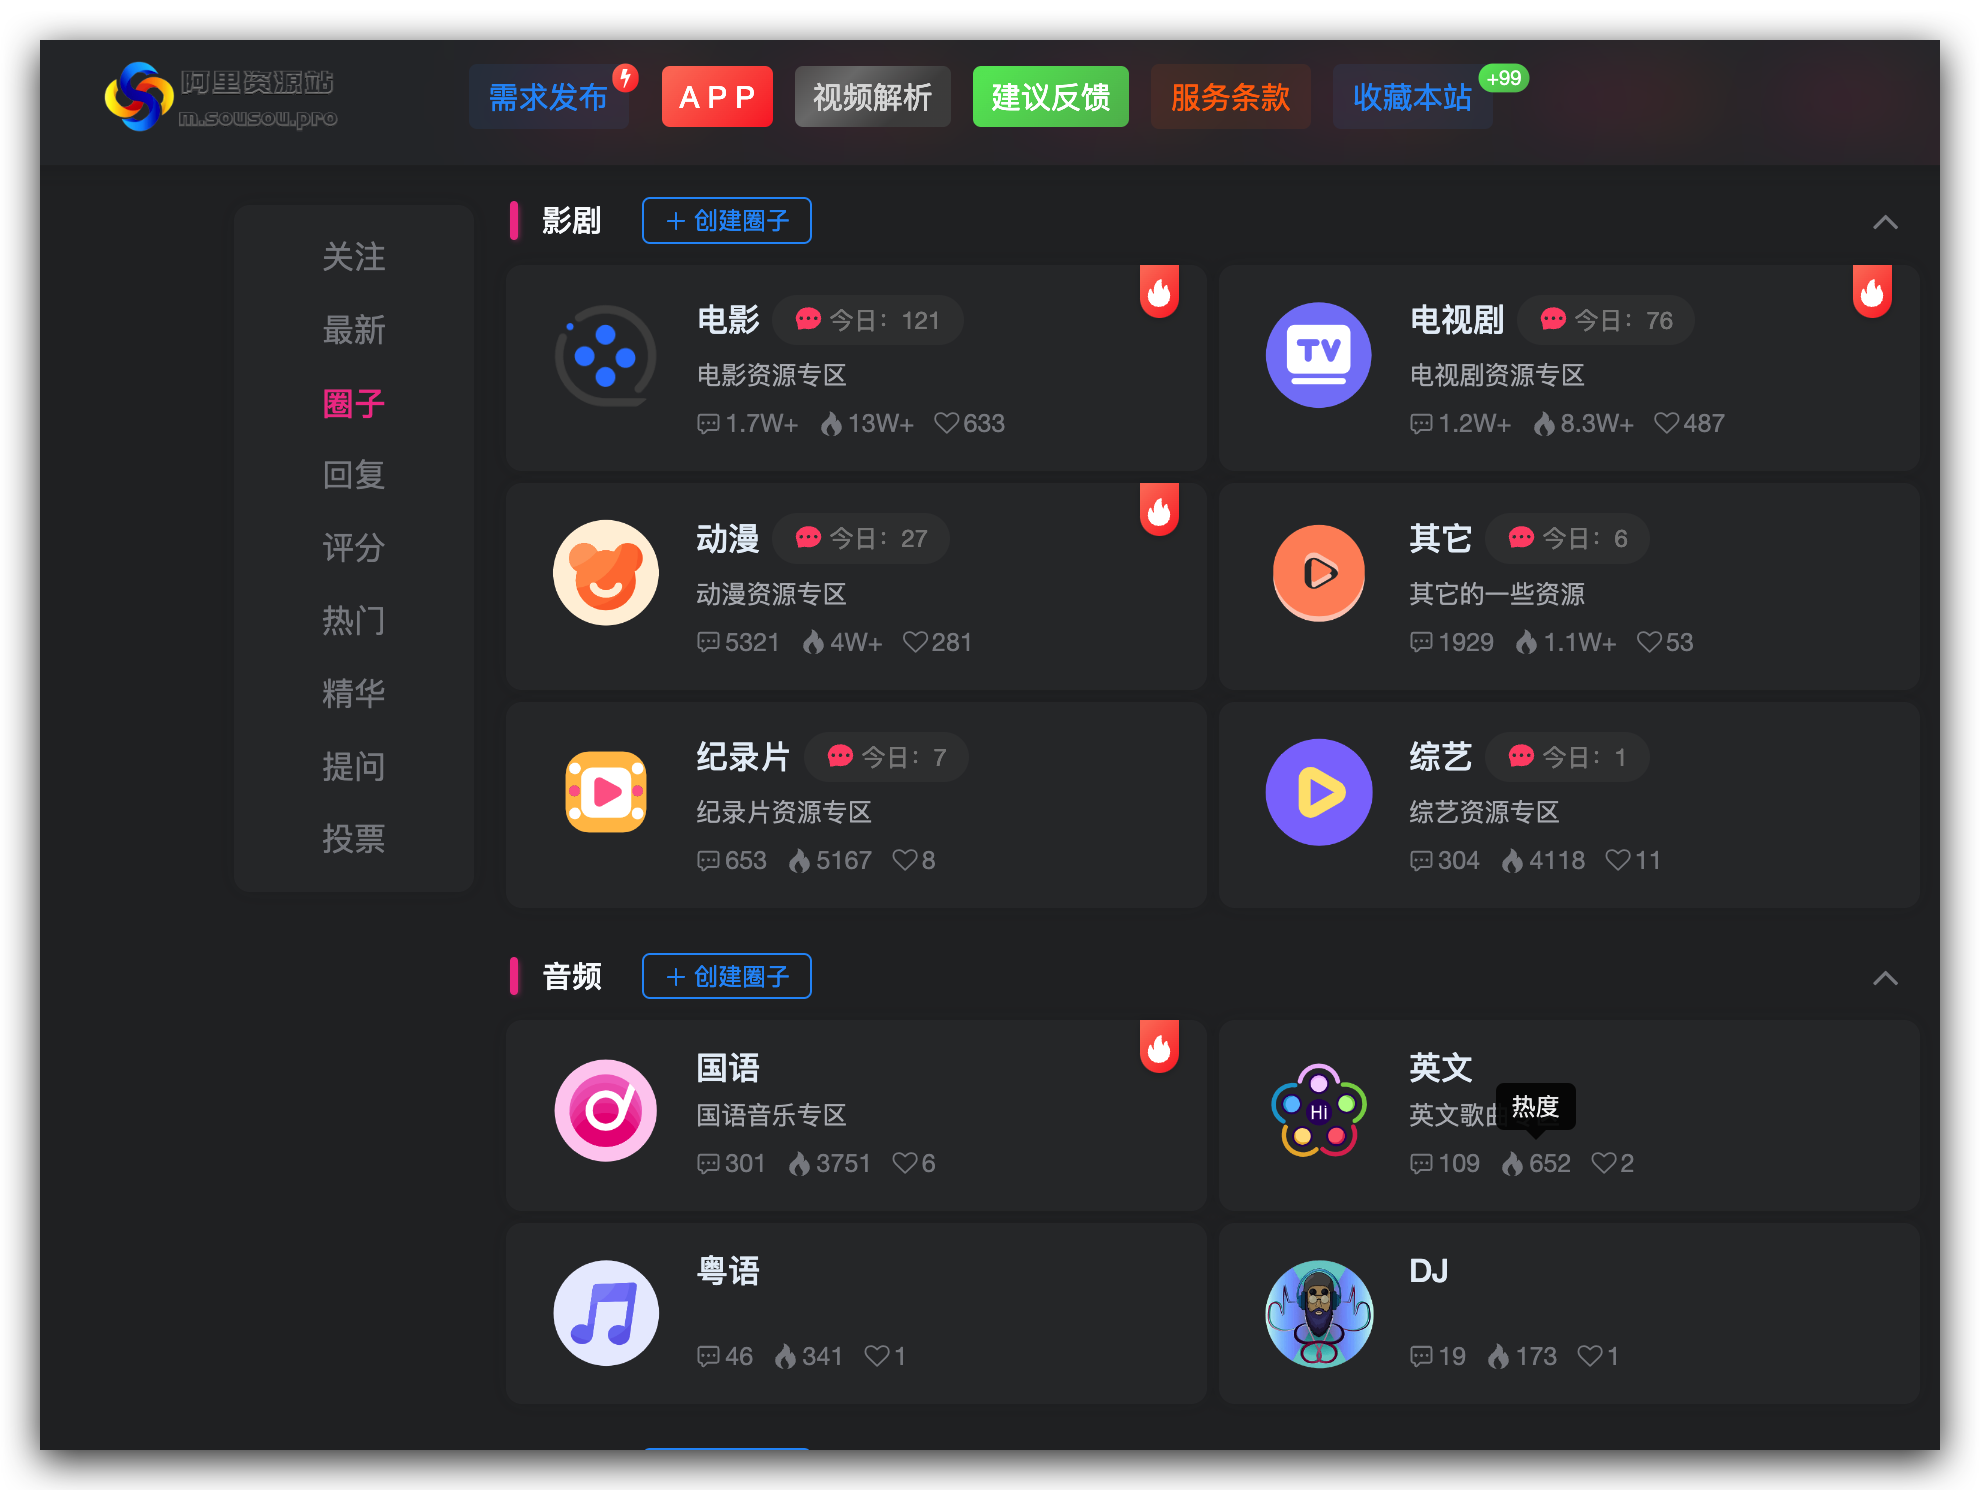 阿里资源站
m.sousou.pro
需求发布
APP
视频解析
建议反馈
服务条款
收藏本站
+99
关注
最新
圈子
回复
评分
热门
精华
提问
投票
影剧
+ 创建圈子
电影 今日：121
电影资源专区
1.7W+ 13W+ 633
电视剧 今日：76
电视剧资源专区
1.2W+ 8.3W+ 487
动漫 今日：27
动漫资源专区
5321 4W+ 281
其它 今日：6
其它的一些资源
1929 1.1W+ 53
纪录片 今日：7
纪录片资源专区
653 5167 8
综艺 今日：1
综艺资源专区
304 4118 11
音频
+ 创建圈子
国语
国语音乐专区
301 3751 6
英文
英文歌曲
热度
109 652 2
粤语
46 341 1
DJ
19 173 1
TV
Hi